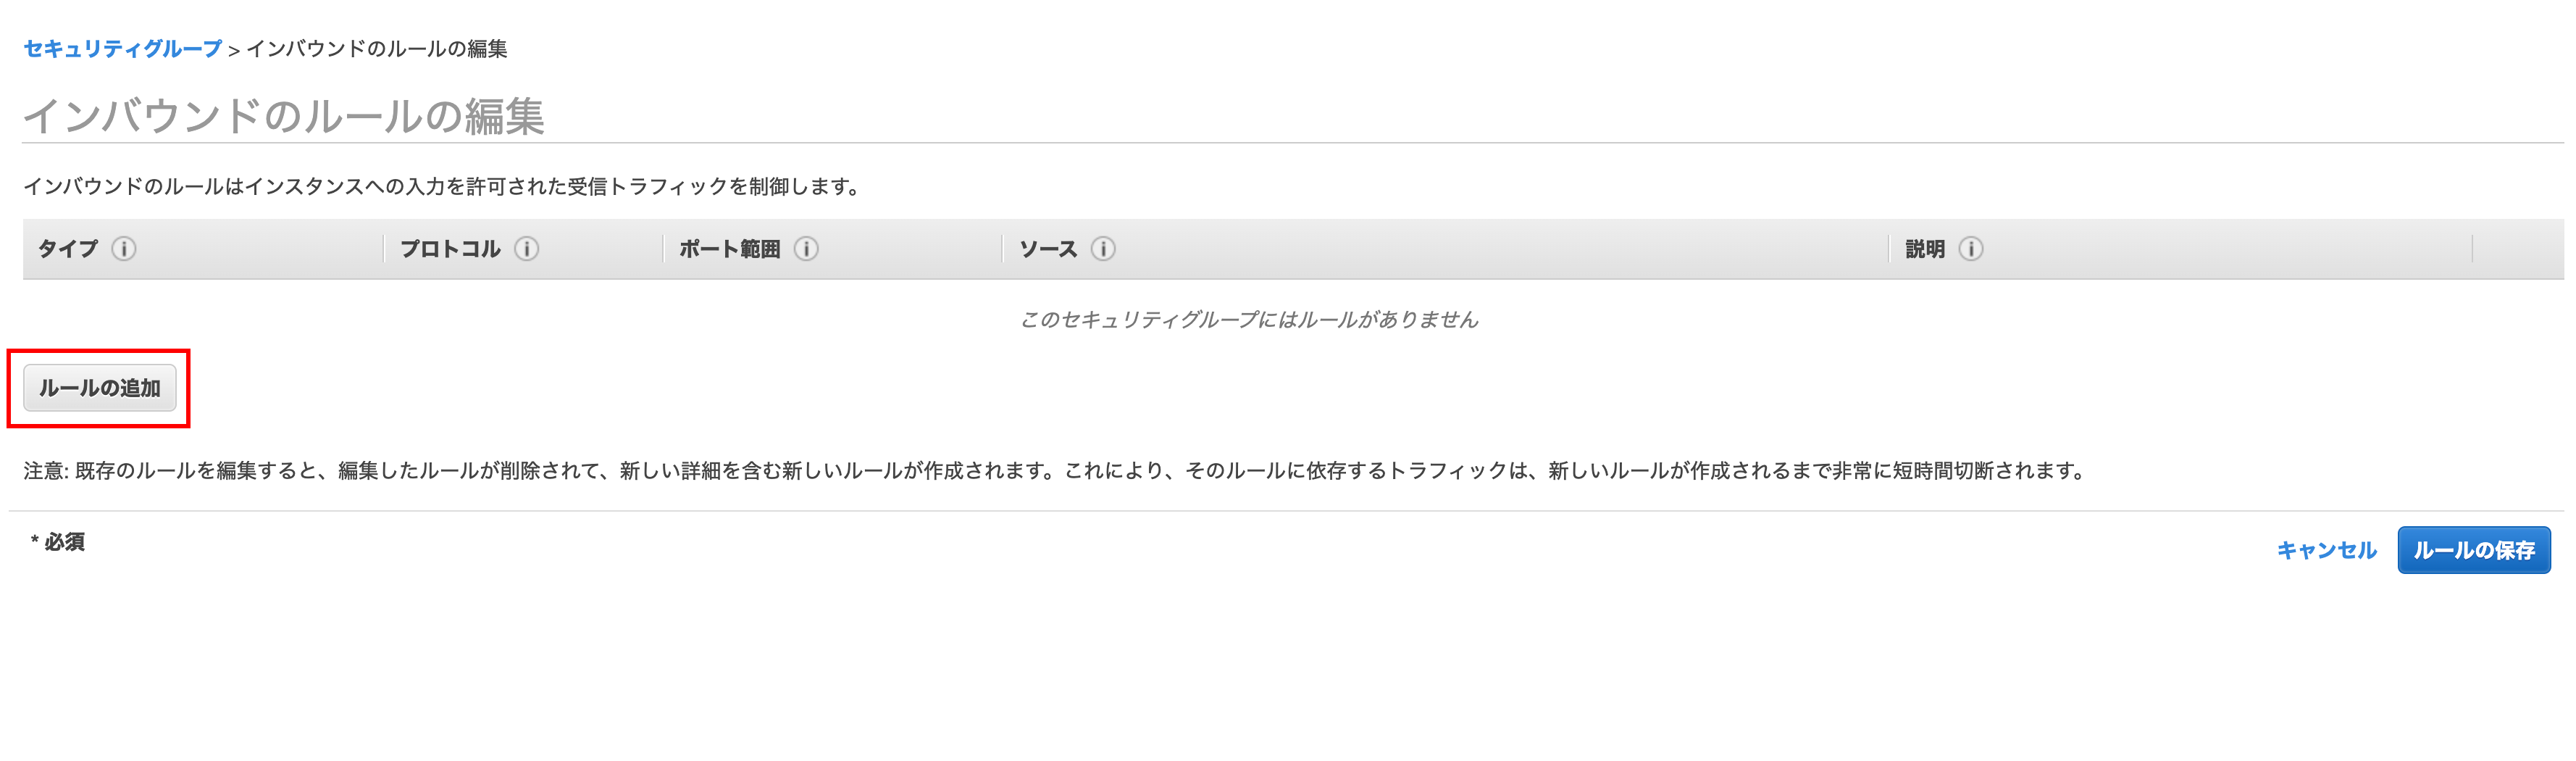 セキュリティグループ > インバウンドのルールの編集
インバウンドのルールの編集
インバウンドのルールはインスタンスへの入力を許可された受信トラフィックを制御します。
タイプ プロトコル ポート範囲 ソース 説明
このセキュリティグループにはルールがありません
ルールの追加
注意: 既存のルールを編集すると、編集したルールが削除されて、新しい詳細を含む新しいルールが作成されます。これにより、そのルールに依存するトラフィックは、新しいルールが作成されるまで非常に短時間切断されます。
* 必須 キャンセル ルールの保存